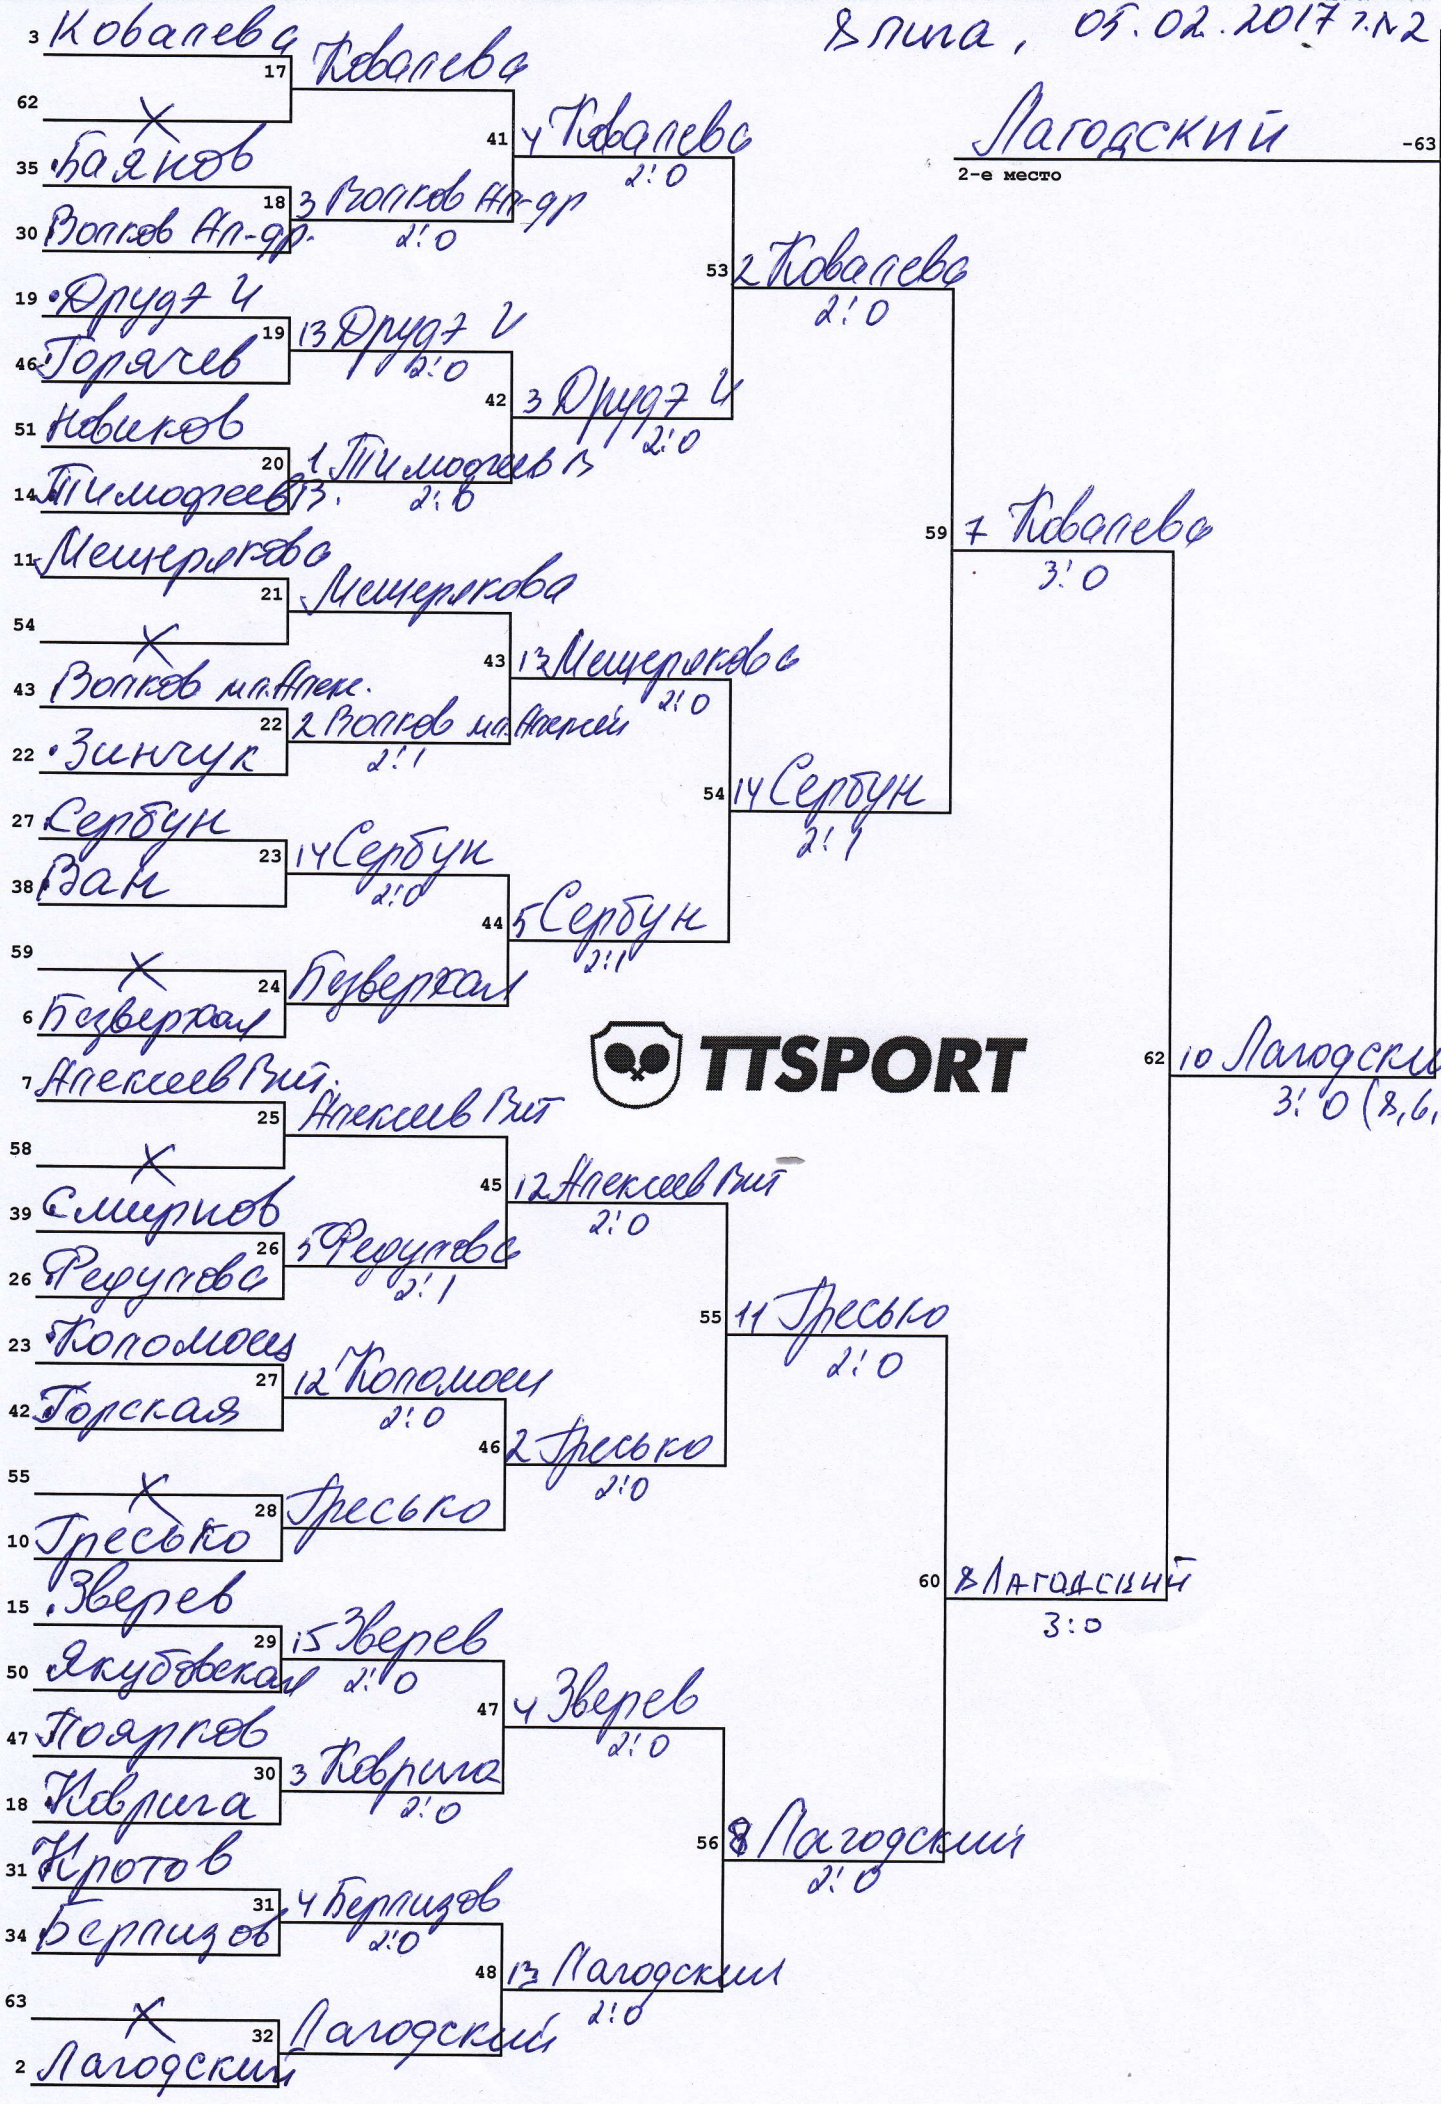 8 лига, 05.02.2017 г. №2
Лагодский -63
2-е место
3 Ковалева
17 Ковалева
62 X
41 4 Ковалева
2:0
35 Баянов
18 3 Волков Ал-др
2:0
30 Волков Ал-др.
53 2 Ковалева
2:0
19 Друдэ И
19 13 Друдэ И
2:0
46 Горячев
42 3 Друдэ И
2:0
51 Новиков
20 1 Тимофеев В
2:0
14 Тимофеев В.
59 7 Ковалева
3:0
11 Мещерякова
21 Мещерякова
54 X
43 13 Мещерякова
2:0
43 Волков мл. Алек.
22 2 Волков мл. Алексей
2:1
22 Зинчук
54 14 Сербун
2:1
27 Сербун
23 14 Сербун
2:0
38 Ван
44 5 Сербун
2:1
59 X
24 Безверхая
6 Безверхая
TTSPORT
62 10 Лагодски
3:0 (8,6,
7 Алексеев Вит.
25 Алексеев Вит
58 X
45 12 Алексеев Вит
2:0
39 Смирнов
26 5 Федулова
2:1
26 Федулова
55 11 Гресько
2:0
23 Коломоец
27 12 Коломоец
2:0
42 Горская
46 2 Гресько
2:0
55 X
28 Гресько
10 Гресько
60 8 Лагодский
3:0
15 Зверев
29 15 Зверев
2:0
50 Якубовская
47 4 Зверев
2:0
47 Поярков
30 3 Коврига
2:0
18 Коврига
56 8 Лагодский
2:0
31 Кротов
31 4 Берлизов
2:0
34 Берлизов
48 13 Лагодский
2:0
63 X
32 Лагодский
2 Лагодский